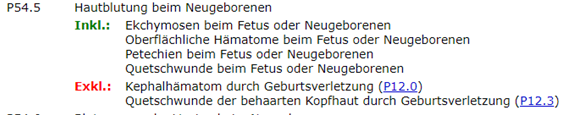 P54.5 Hautblutung beim Neugeborenen
Inkl.: Ekchymosen beim Fetus oder Neugeborenen
Oberflächliche Hämatome beim Fetus oder Neugeborenen
Petechien beim Fetus oder Neugeborenen
Quetschwunde beim Fetus oder Neugeborenen
Exkl.: Kephalhämatom durch Geburtsverletzung (P12.0)
Quetschwunde der behaarten Kopfhaut durch Geburtsverletzung (P12.3)